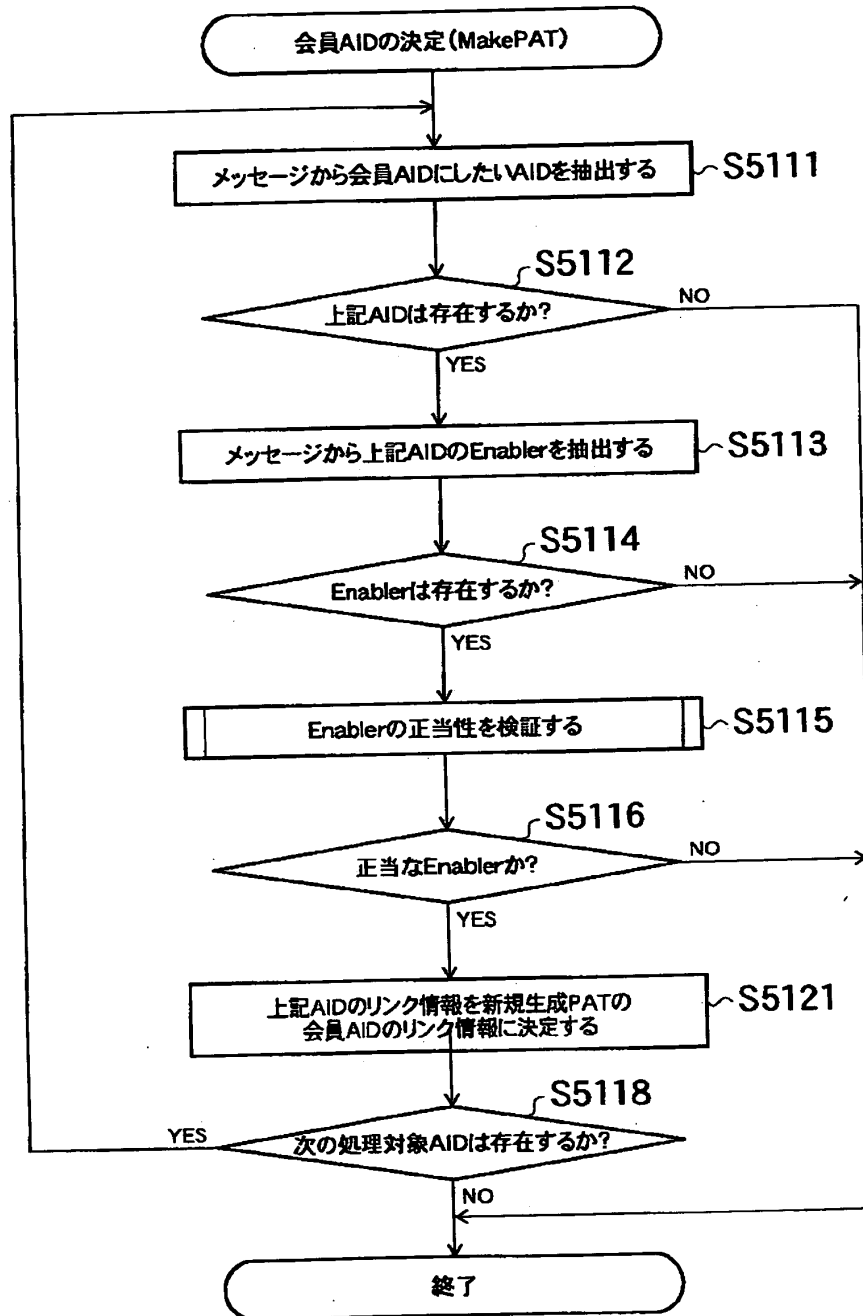 会員AIDの決定(MakePAT)
メッセージから会員AIDにしたいAIDを抽出する
S5111
S5112
上記AIDは存在するか?
NO
YES
メッセージから上記AIDのEnablerを抽出する
S5113
S5114
Enablerは存在するか?
NO
YES
Enablerの正当性を検証する
S5115
S5116
正当なEnablerか?
NO
YES
上記AIDのリンク情報を新規生成PATの
会員AIDのリンク情報に決定する
S5121
S5118
YES
次の処理対象AIDは存在するか?
NO
終了